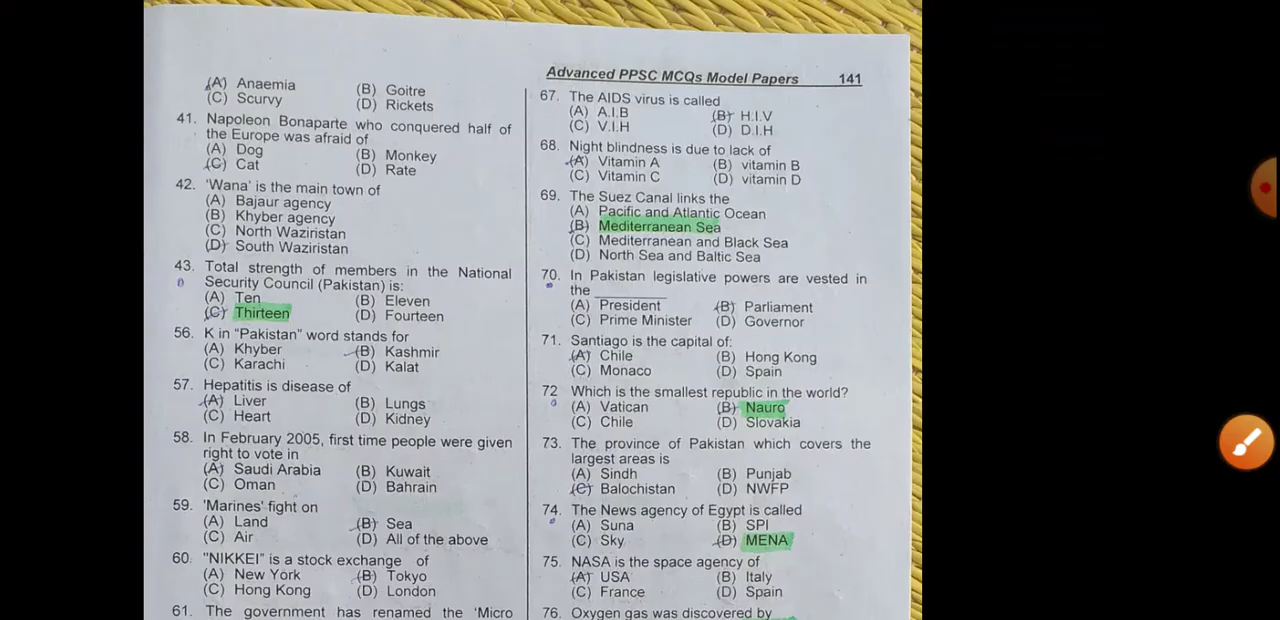 Advanced PPSC MCQs Model Papers 141
(A) Anaemia (B) Goitre
(C) Scurvy (D) Rickets
41. Napoleon Bonaparte who conquered half of
the Europe was afraid of
(A) Dog (B) Monkey
(C) Cat (D) Rate
42. 'Wana' is the main town of
(A) Bajaur agency
(B) Khyber agency
(C) North Waziristan
(D) South Waziristan
43. Total strength of members in the National
Security Council (Pakistan) is:
(A) Ten (B) Eleven
(C) Thirteen (D) Fourteen
56. K in "Pakistan" word stands for
(A) Khyber (B) Kashmir
(C) Karachi (D) Kalat
57. Hepatitis is disease of
(A) Liver (B) Lungs
(C) Heart (D) Kidney
58. In February 2005, first time people were given
right to vote in
(A) Saudi Arabia (B) Kuwait
(C) Oman (D) Bahrain
59. 'Marines' fight on
(A) Land (B) Sea
(C) Air (D) All of the above
60. "NIKKEI" is a stock exchange of
(A) New York (B) Tokyo
(C) Hong Kong (D) London
61. The government has renamed the 'Micro
67. The AIDS virus is called
(A) A.I.B (B) H.I.V
(C) V.I.H (D) D.I.H
68. Night blindness is due to lack of
(A) Vitamin A (B) vitamin B
(C) Vitamin C (D) vitamin D
69. The Suez Canal links the
(A) Pacific and Atlantic Ocean
(B) Mediterranean Sea
(C) Mediterranean and Black Sea
(D) North Sea and Baltic Sea
70. In Pakistan legislative powers are vested in
the ________
(A) President (B) Parliament
(C) Prime Minister (D) Governor
71. Santiago is the capital of:
(A) Chile (B) Hong Kong
(C) Monaco (D) Spain
72 Which is the smallest republic in the world?
(A) Vatican (B) Nauro
(C) Chile (D) Slovakia
73. The province of Pakistan which covers the
largest areas is
(A) Sindh (B) Punjab
(C) Balochistan (D) NWFP
74. The News agency of Egypt is called
(A) Suna (B) SPI
(C) Sky (D) MENA
75. NASA is the space agency of
(A) USA (B) Italy
(C) France (D) Spain
76. Oxygen gas was discovered by